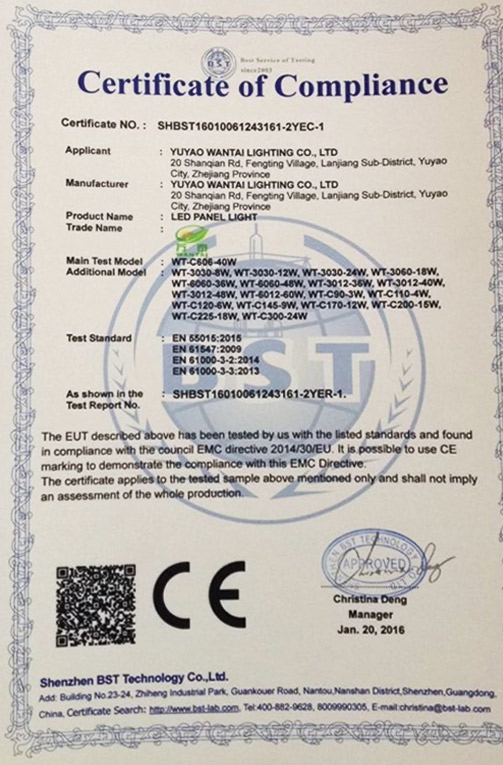 BST
Best Service of Testing
since2003
Certificate of Compliance
Certificate NO. : SHBST16010061243161-2YEC-1
Applicant : YUYAO WANTAI LIGHTING CO., LTD
20 Shanqian Rd, Fengting Village, Lanjiang Sub-District, Yuyao
City, Zhejiang Province
Manufacturer : YUYAO WANTAI LIGHTING CO., LTD
20 Shanqian Rd, Fengting Village, Lanjiang Sub-District, Yuyao
City, Zhejiang Province
Product Name : LED PANEL LIGHT
Trade Name :
WANTAI
Main Test Model : WT-C606-40W
Additional Model : WT-3030-8W, WT-3030-12W, WT-3030-24W, WT-3060-18W,
WT-6060-36W, WT-6060-48W, WT-3012-36W, WT-3012-40W,
WT-3012-48W, WT-6012-60W, WT-C90-3W, WT-C110-4W,
WT-C120-6W, WT-C145-9W, WT-C170-12W, WT-C200-15W,
WT-C225-18W, WT-C300-24W
BST
Test Standard : EN 55015:2015
EN 61547:2009
EN 61000-3-2:2014
EN 61000-3-3:2013
As shown in the : SHBST16010061243161-2YER-1.
Test Report No.
The EUT described above has been tested by us with the listed standards and found
in compliance with the council EMC directive 2014/30/EU. It is possible to use CE
marking to demonstrate the compliance with this EMC Directive.
The certificate applies to the tested sample above mentioned only and shall not imply
an assessment of the whole production.
CE
BST TECHNOLOGY
APPROVED
Christina Deng
Manager
Jan. 20, 2016
Shenzhen BST Technology Co.,Ltd.
Add: Building No.23-24, Zhiheng Industrial Park, Guankouer Road, Nantou,Nanshan District,Shenzhen,Guangdong.
China, Certificate Search: http://www.bst-lab.com, Tel:400-882-9628, 8009990305, E-mail:christina@bst-lab.com